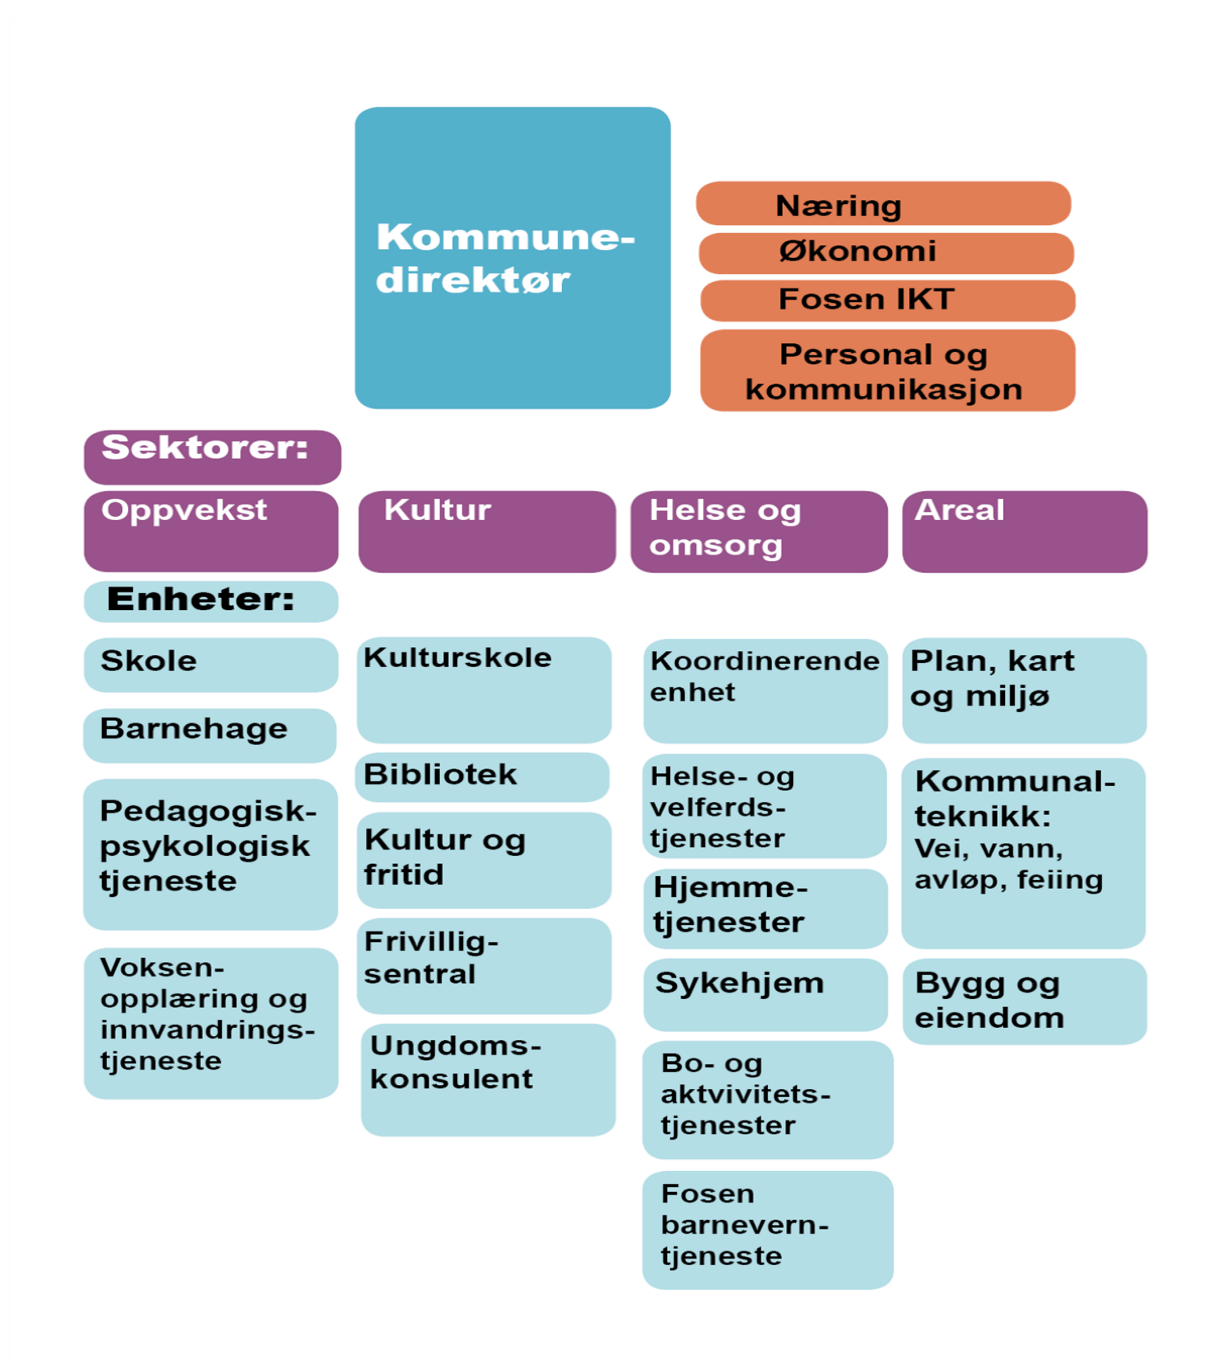 Kommune-
direktør
Næring
Økonomi
Fosen IKT
Personal og
kommunikasjon
Sektorer:
Oppvekst
Kultur
Helse og
omsorg
Areal
Enheter:
Skole
Barnehage
Pedagogisk-
psykologisk
tjeneste
Voksen-
opplæring og
innvandrings-
tjeneste
Kulturskole
Bibliotek
Kultur og
fritid
Frivillig-
sentral
Ungdoms-
konsulent
Koordinerende
enhet
Helse- og
velferds-
tjenester
Hjemme-
tjenester
Sykehjem
Bo- og
aktvivitets-
tjenester
Fosen
barnevern-
tjeneste
Plan, kart
og miljø
Kommunal-
teknikk:
Vei, vann,
avløp, feiing
Bygg og
eiendom